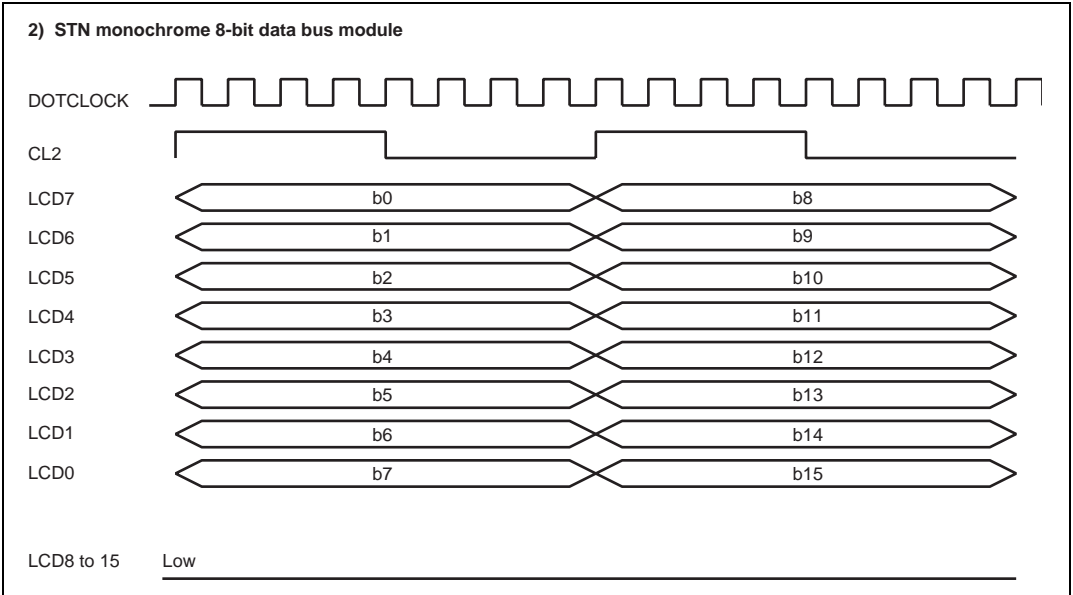 2) STN monochrome 8-bit data bus module
DOTCLOCK
CL2
LCD7 b0 b8
LCD6 b1 b9
LCD5 b2 b10
LCD4 b3 b11
LCD3 b4 b12
LCD2 b5 b13
LCD1 b6 b14
LCD0 b7 b15
LCD8 to 15 Low